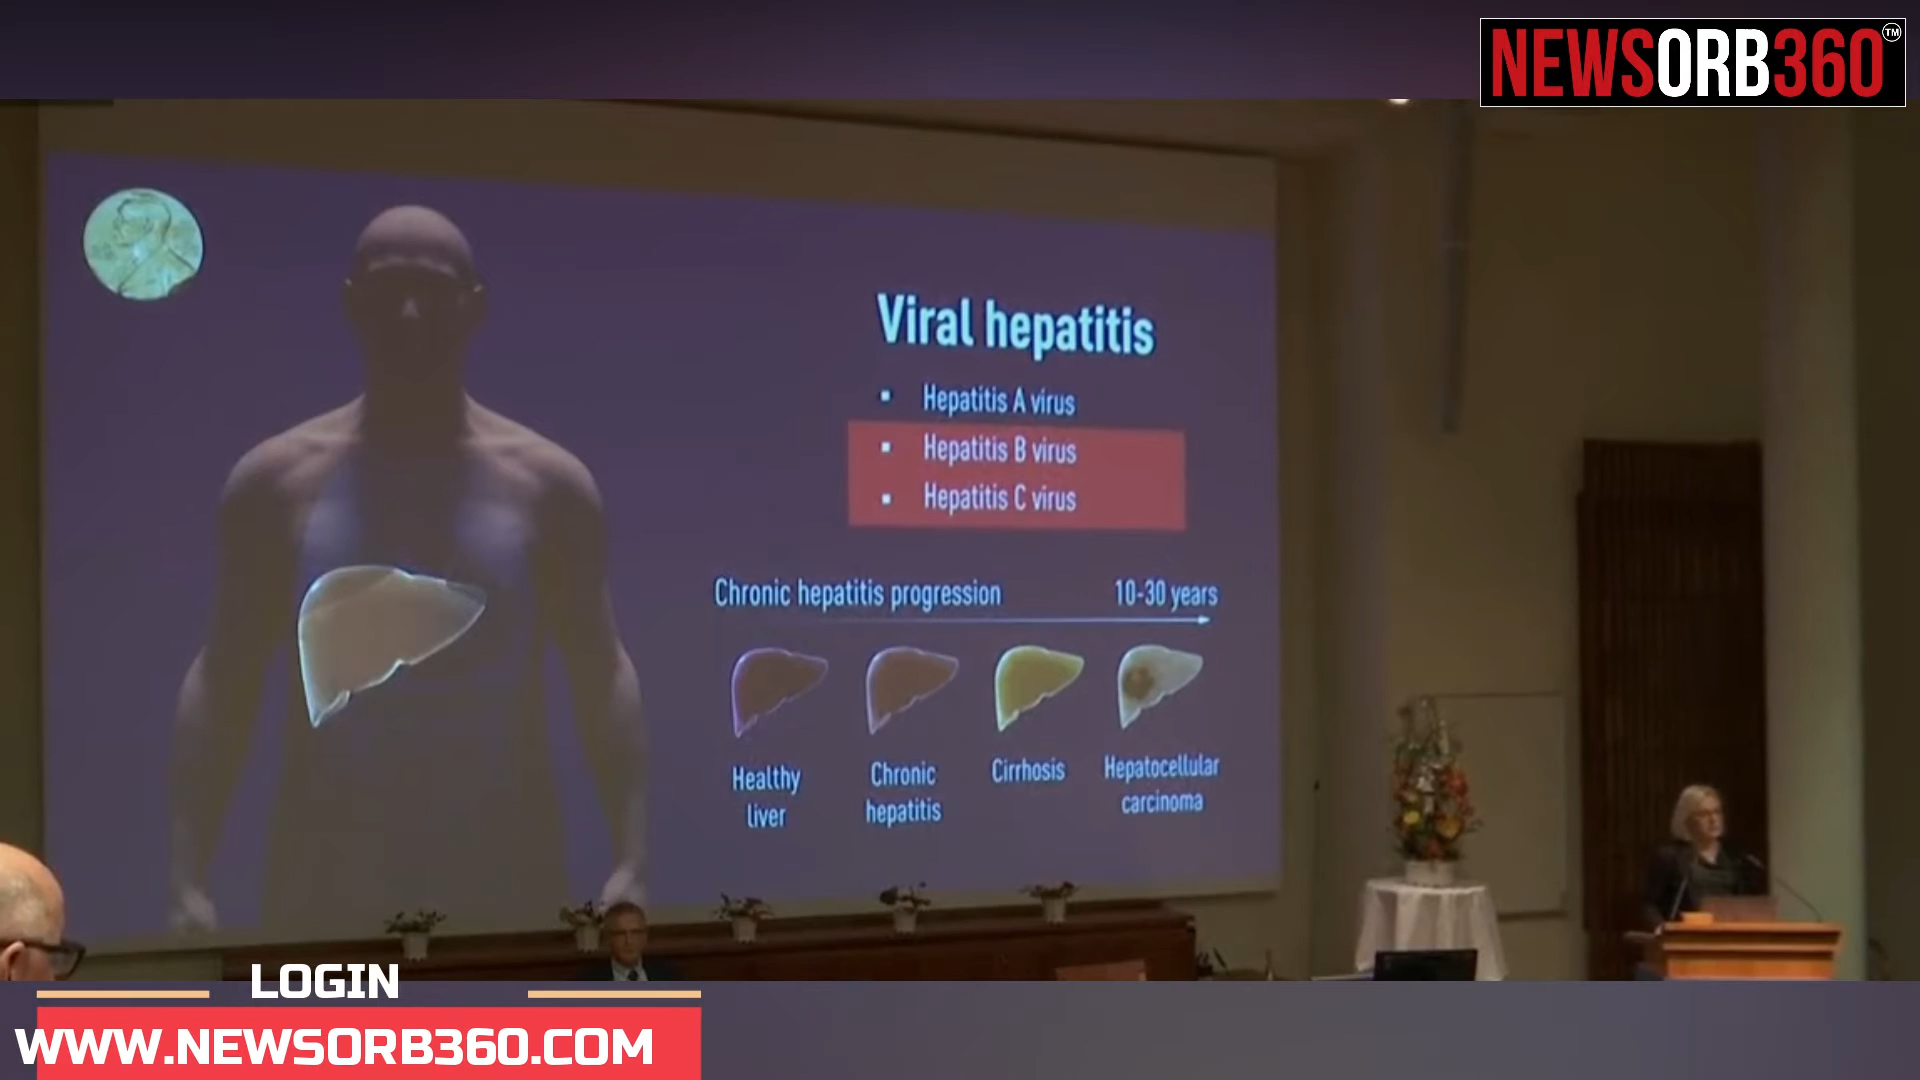 NEWSORB360™
Viral hepatitis
▪ Hepatitis A virus
▪ Hepatitis B virus
▪ Hepatitis C virus
Chronic hepatitis progression 10-30 years
Healthy
liver
Chronic
hepatitis
Cirrhosis
Hepatocellular
carcinoma
LOGIN
WWW.NEWSORB360.COM